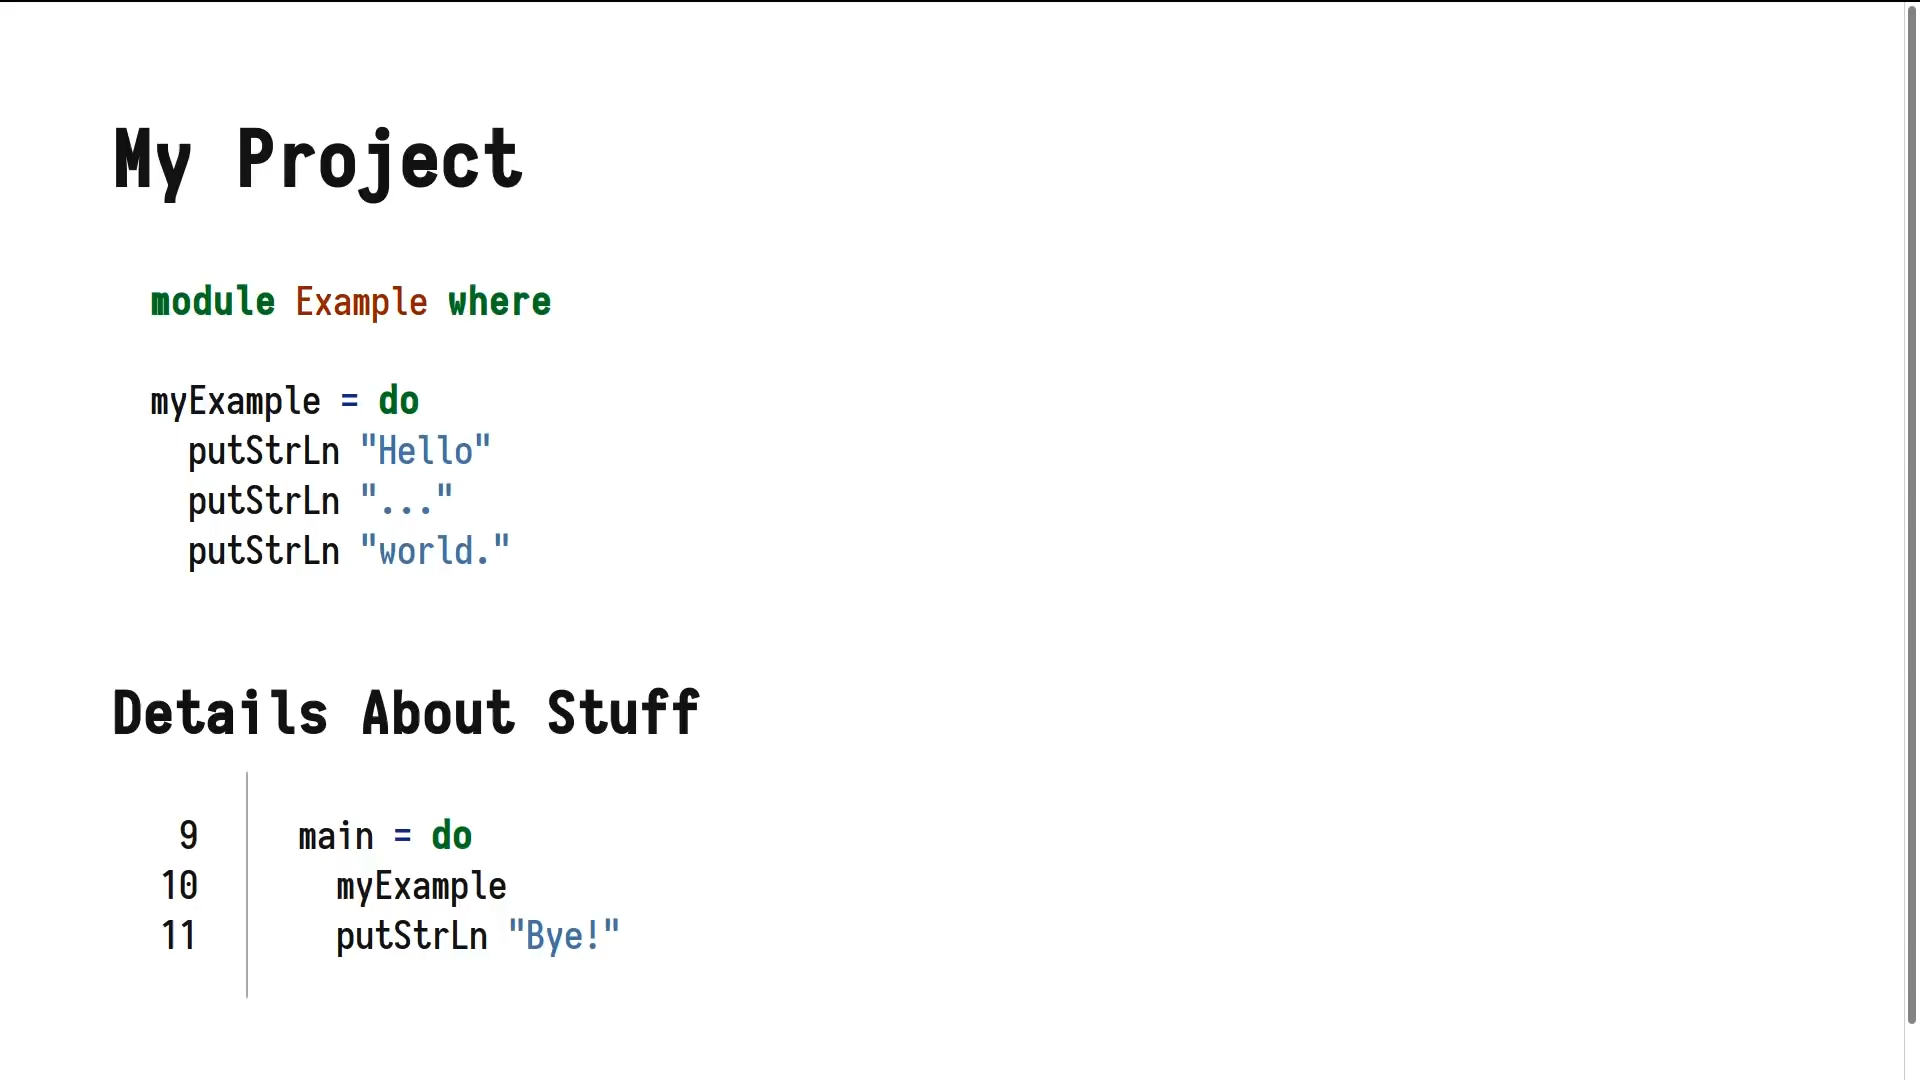 My Project
module Example where
myExample = do
  putStrLn "Hello"
  putStrLn "..."
  putStrLn "world."
Details About Stuff
9 main = do
10   myExample
11   putStrLn "Bye!"